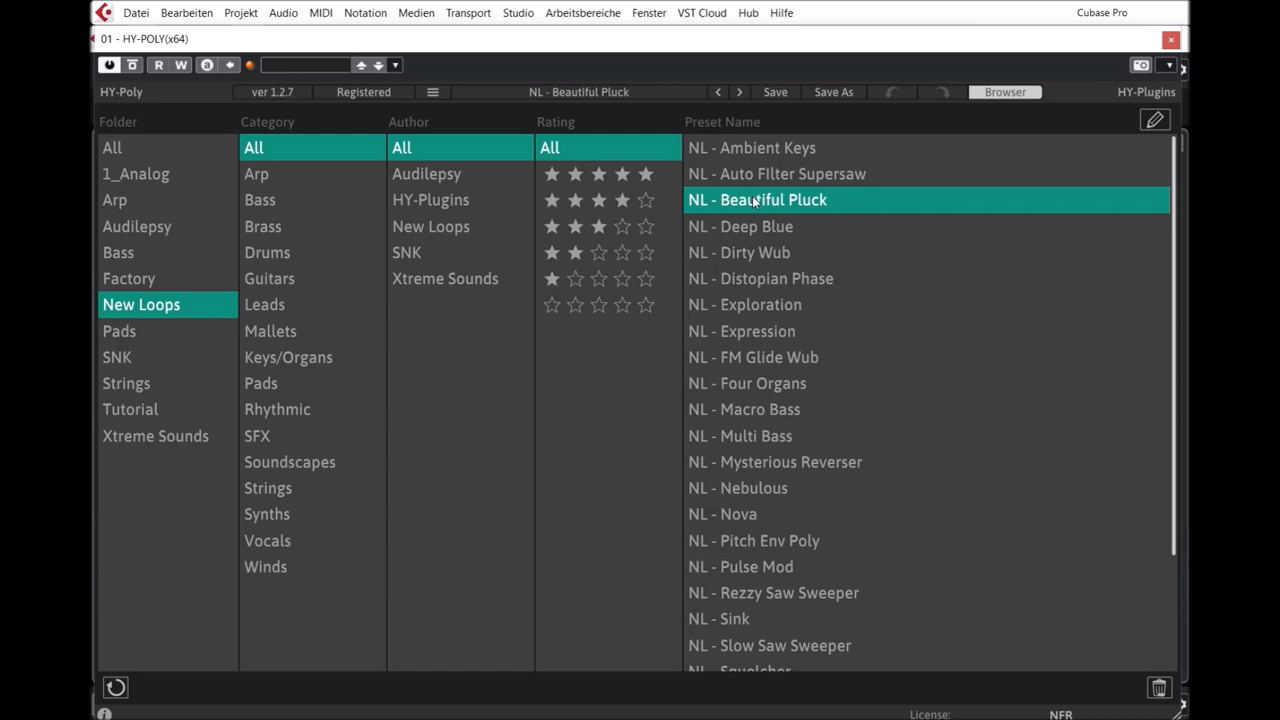 Datei Bearbeiten Projekt Audio MIDI Notation Medien Transport Studio Arbeitsbereiche Fenster VST Cloud Hub Hilfe Cubase Pro
01 - HY-POLY(x64)
R W
HY-Poly ver 1.2.7 Registered NL - Beautiful Pluck < > Save Save As Browser HY-Plugins
Folder Category Author Rating Preset Name
All All All All NL - Ambient Keys
1_Analog Arp Audilepsy NL - Auto FIlter Supersaw
Arp Bass HY-Plugins NL - Beautiful Pluck
Audilepsy Brass New Loops NL - Deep Blue
Bass Drums SNK NL - Dirty Wub
Factory Guitars Xtreme Sounds NL - Distopian Phase
New Loops Leads NL - Exploration
Pads Mallets NL - Expression
SNK Keys/Organs NL - FM Glide Wub
Strings Pads NL - Four Organs
Tutorial Rhythmic NL - Macro Bass
Xtreme Sounds SFX NL - Multi Bass
Soundscapes NL - Mysterious Reverser
Strings NL - Nebulous
Synths NL - Nova
Vocals NL - Pitch Env Poly
Winds NL - Pulse Mod
NL - Rezzy Saw Sweeper
NL - Sink
NL - Slow Saw Sweeper
NL - Squelcher
License: NFR